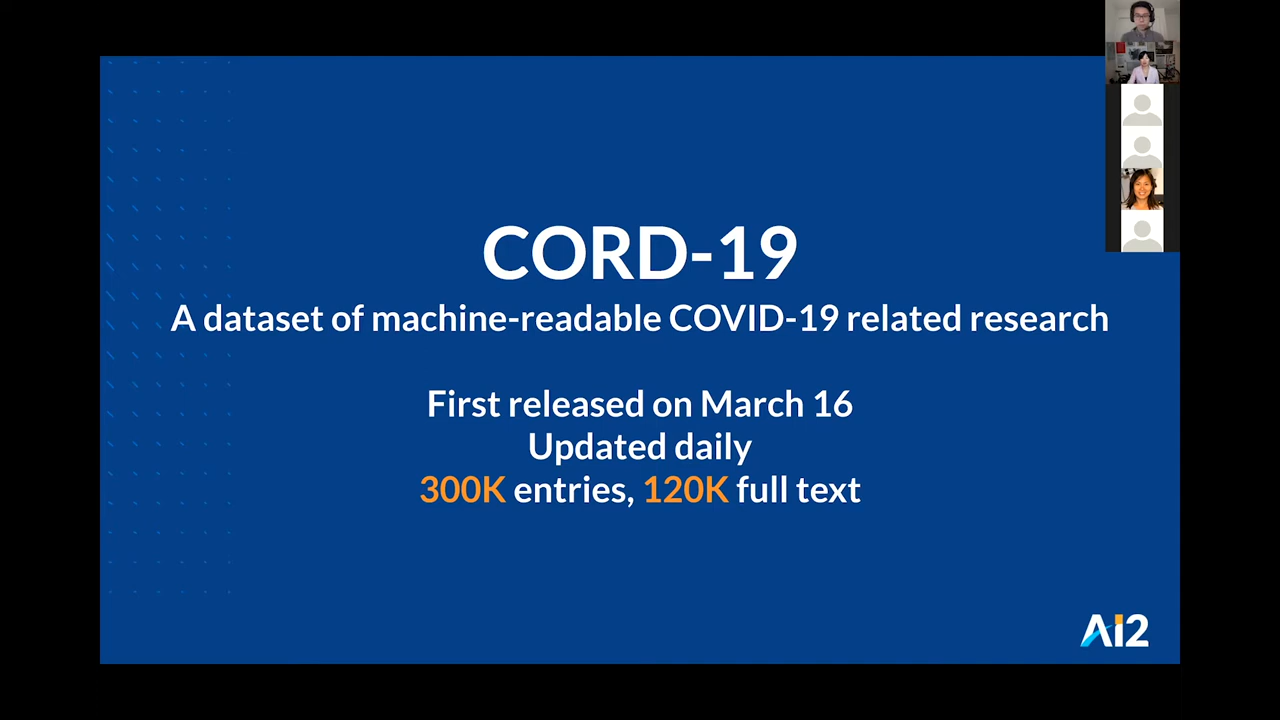 CORD-19
A dataset of machine-readable COVID-19 related research
First released on March 16
Updated daily
300K entries, 120K full text
AI2